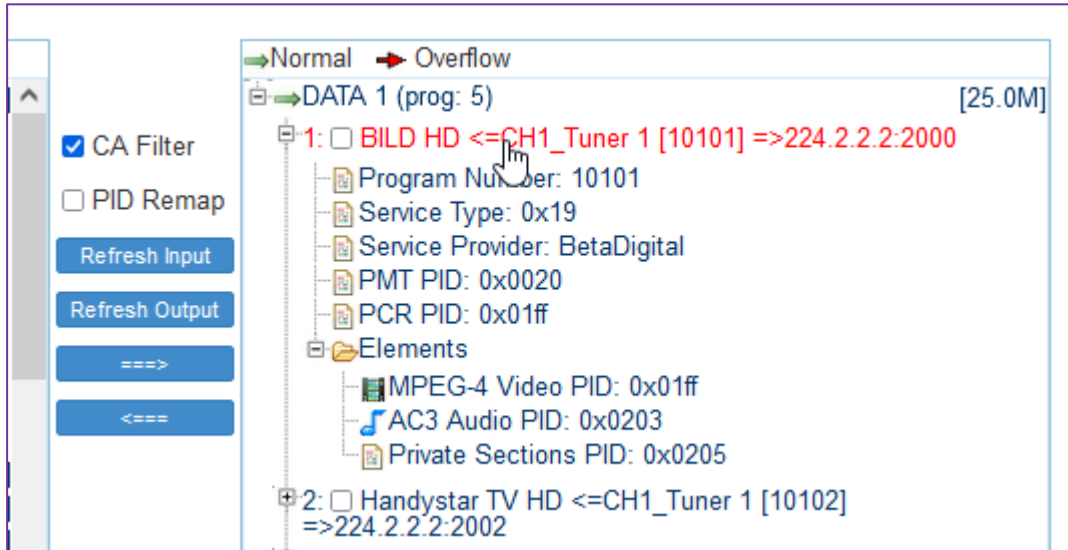 Normal Overflow
DATA 1 (prog: 5) [25.0M]
1: BILD HD <=CH1_Tuner 1 [10101] =>224.2.2.2:2000
CA Filter
Program Number: 10101
PID Remap
Service Type: 0x19
Refresh Input
Service Provider: BetaDigital
PMT PID: 0x0020
Refresh Output
PCR PID: 0x01ff
===>
Elements
MPEG-4 Video PID: 0x01ff
<===
AC3 Audio PID: 0x0203
Private Sections PID: 0x0205
2: Handystar TV HD <=CH1_Tuner 1 [10102]
=>224.2.2.2:2002